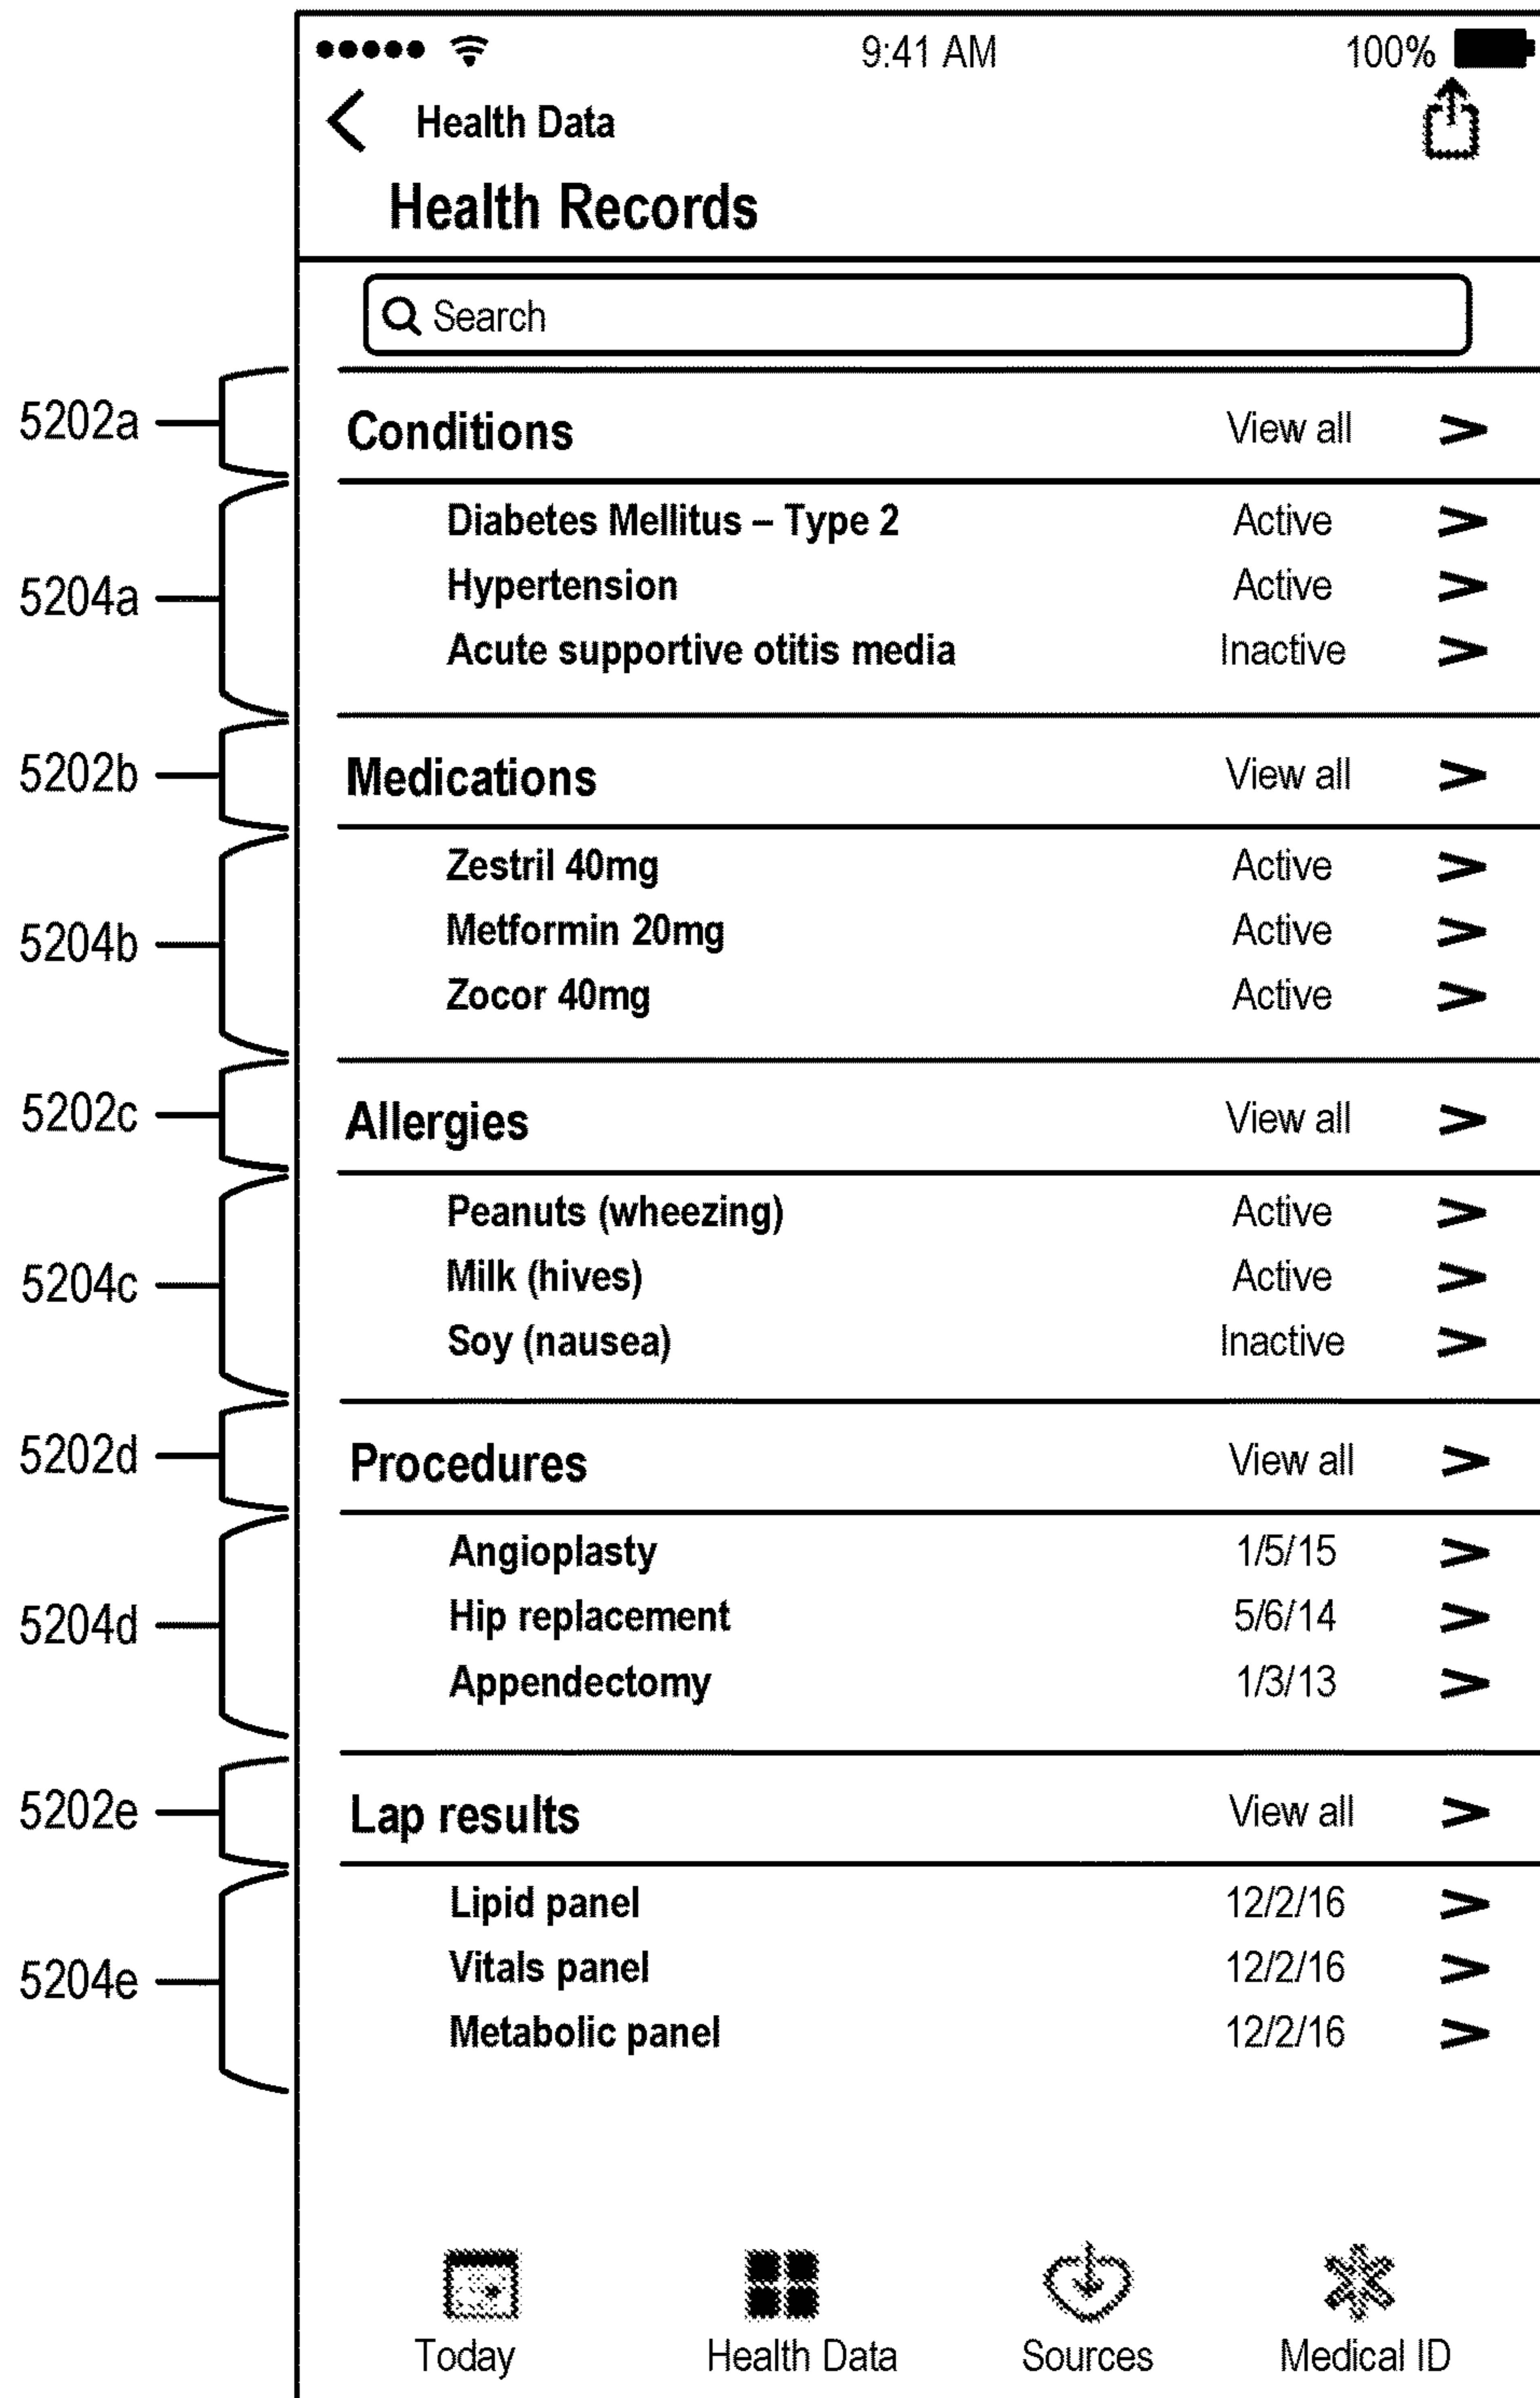 9:41 AM 100%
Health Data
Health Records
Search
5202a Conditions View all >
5204a
Diabetes Mellitus – Type 2 Active >
Hypertension Active >
Acute supportive otitis media Inactive >
5202b Medications View all >
5204b
Zestril 40mg Active >
Metformin 20mg Active >
Zocor 40mg Active >
5202c Allergies View all >
5204c
Peanuts (wheezing) Active >
Milk (hives) Active >
Soy (nausea) Inactive >
5202d Procedures View all >
5204d
Angioplasty 1/5/15 >
Hip replacement 5/6/14 >
Appendectomy 1/3/13 >
5202e Lap results View all >
5204e
Lipid panel 12/2/16 >
Vitals panel 12/2/16 >
Metabolic panel 12/2/16 >
Today Health Data Sources Medical ID